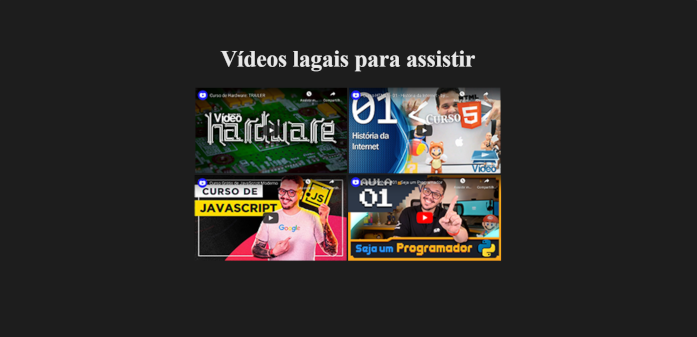 Vídeos lagais para assistir
Curso de Hardware: TRAILER
Vídeo
hardware
01
CURSO
HTML
5
História da
Internet
Vídeo
CURSO DE
JAVASCRIPT
JS
Google
AULA
01
Seja um Programador